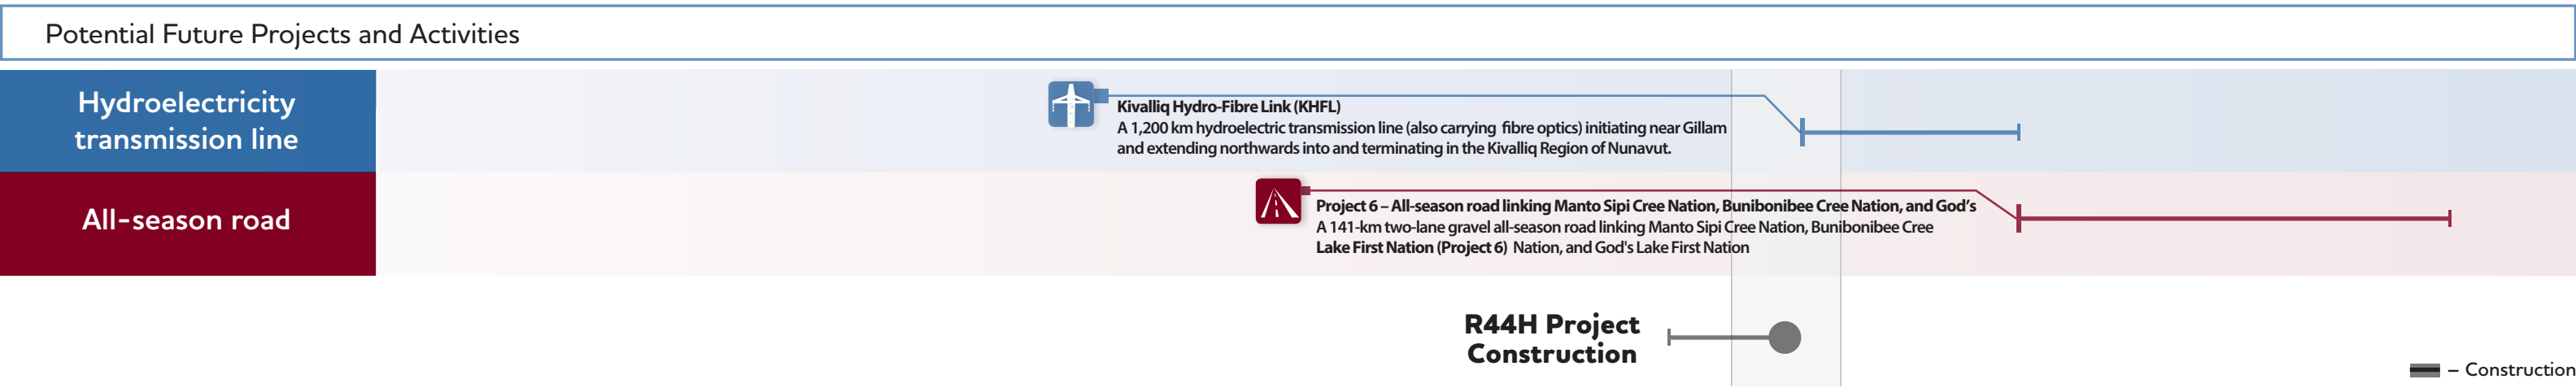 Potential Future Projects and Activities
Hydroelectricity
transmission line
Kivalliq Hydro-Fibre Link (KHFL)
A 1,200 km hydroelectric transmission line (also carrying fibre optics) initiating near Gillam
and extending northwards into and terminating in the Kivalliq Region of Nunavut.
All-season road
Project 6 – All-season road linking Manto Sipi Cree Nation, Bunibonibee Cree Nation, and God’s
A 141-km two-lane gravel all-season road linking Manto Sipi Cree Nation, Bunibonibee Cree
Lake First Nation (Project 6) Nation, and God's Lake First Nation
R44H Project
Construction
– Construction